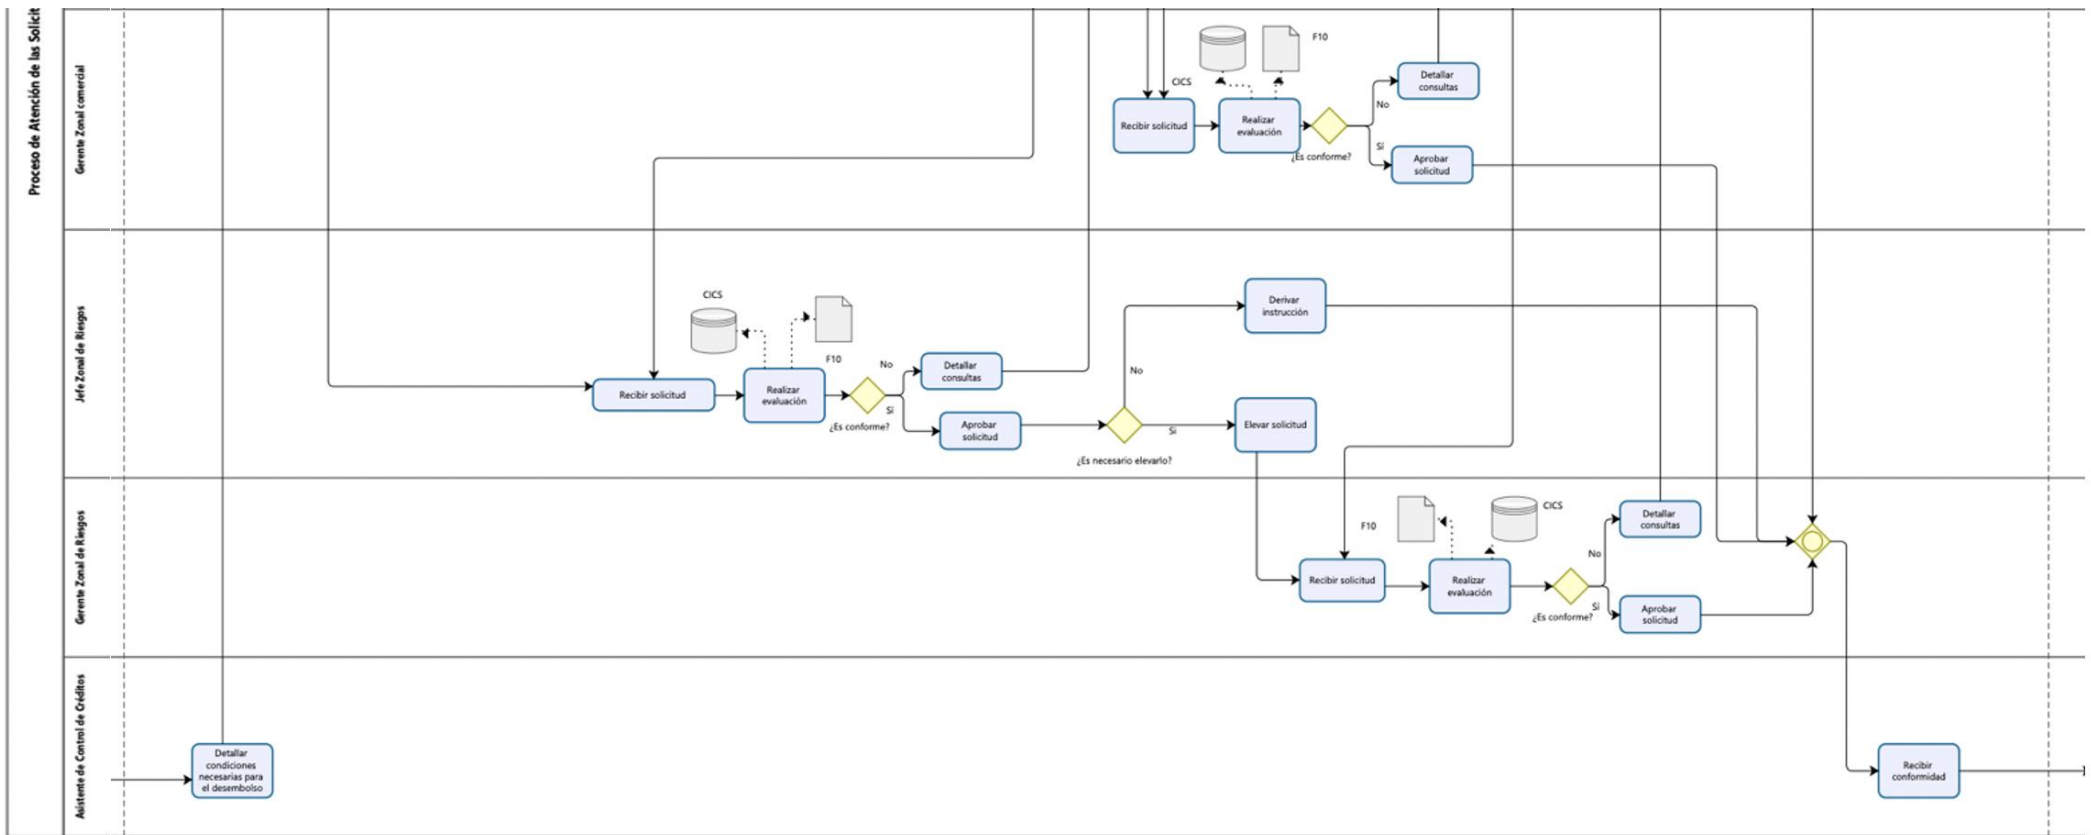 Proceso de Atención de las Solicit
Gerente Zonal comercial
CICS
F10
Recibir solicitud
Realizar
evaluación
¿Es conforme?
No
Detallar
consultas
Sí
Aprobar
solicitud
Jefe Zonal de Riesgos
CICS
F10
Recibir solicitud
Realizar
evaluación
¿Es conforme?
No
Detallar
consultas
Sí
Aprobar
solicitud
¿Es necesario elevarlo?
No
Derivar
instrucción
Sí
Elevar solicitud
Gerente Zonal de Riesgos
F10
CICS
Recibir solicitud
Realizar
evaluación
¿Es conforme?
No
Detallar
consultas
Sí
Aprobar
solicitud
Asistente de Control de Créditos
Detallar
condiciones
necesarias para
el desembolso
Recibir
conformidad